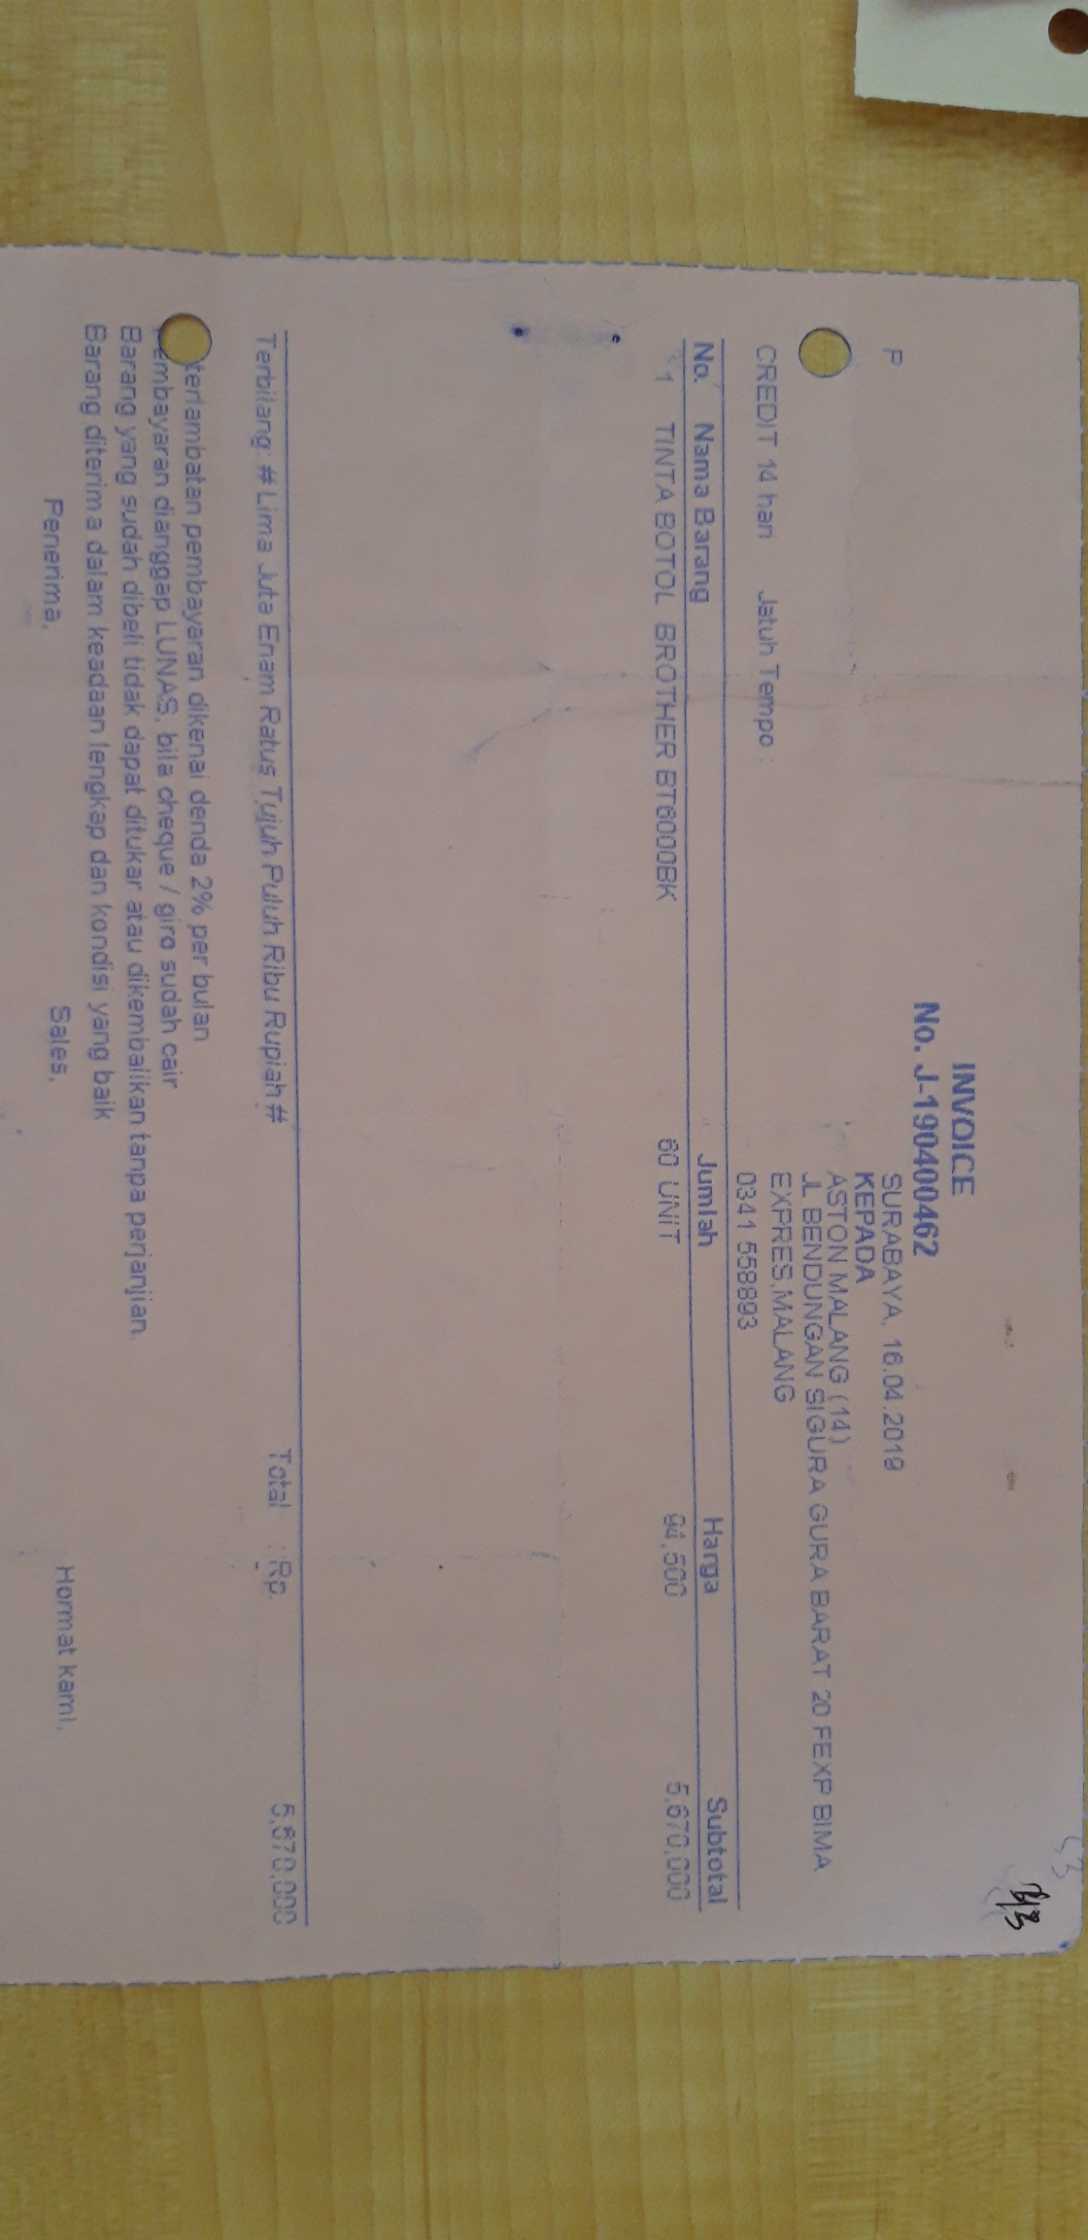 INVOICE
No. J-190400462
P
SURABAYA, 16.04.2019
KEPADA
ASTON MALANG (14)
JL BENDUNGAN SIGURA GURA BARAT 20 FEXP BIMA
EXPRES,MALANG
CREDIT 14 hari Jatuh Tempo :
0341 558893
No. Nama Barang Jumlah Harga Subtotal
1 TINTA BOTOL BROTHER BT6000BK 60 UNIT 94,500 5,670,000
Terbilang: # Lima Juta Enam Ratus Tujuh Puluh Ribu Rupiah # Total : Rp. 5,670,000
terlambatan pembayaran dikenai denda 2% per bulan
embayaran dianggap LUNAS, bila cheque / giro sudah cair
Barang yang sudah dibeli tidak dapat ditukar atau dikembalikan tanpa perjanjian.
Barang diterima dalam keadaan lengkap dan kondisi yang baik
Penerima, Sales, Hormat kami,